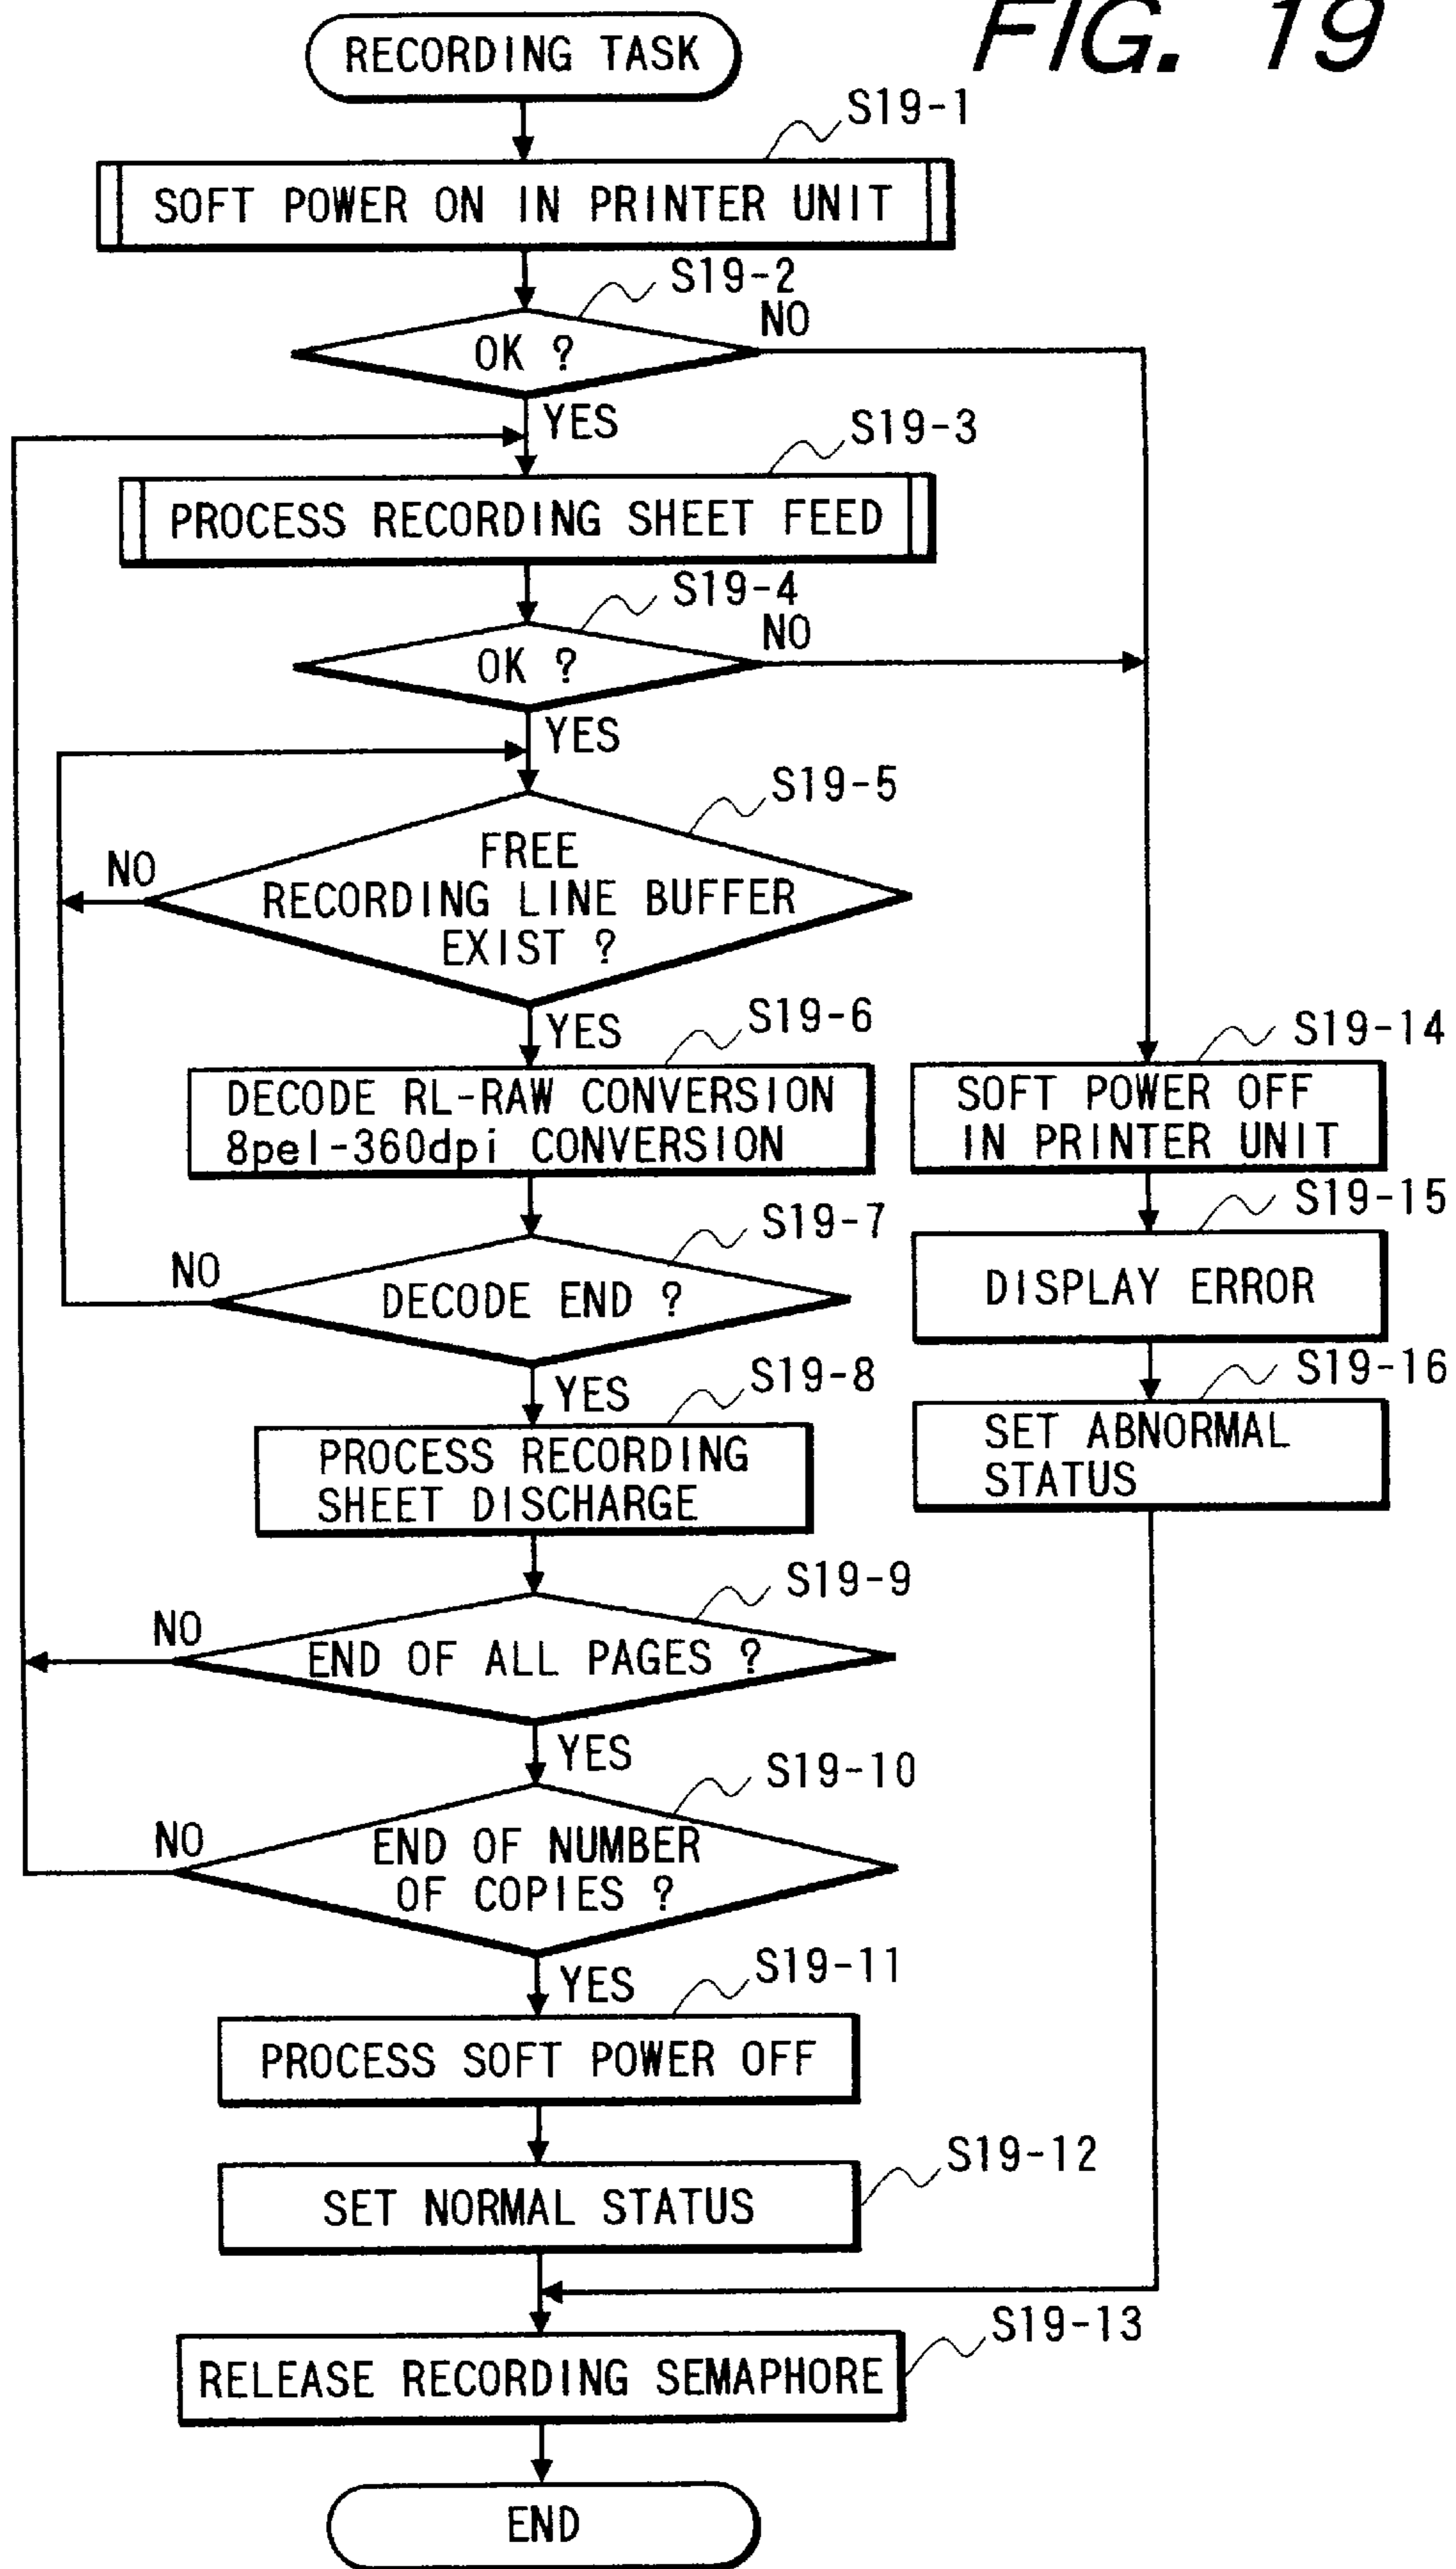 FIG. 19
RECORDING TASK
S19-1
SOFT POWER ON IN PRINTER UNIT
S19-2
OK ?
NO
YES
S19-3
PROCESS RECORDING SHEET FEED
S19-4
OK ?
NO
YES
S19-5
FREE
RECORDING LINE BUFFER
EXIST ?
NO
YES
S19-6
DECODE RL-RAW CONVERSION
8pel-360dpi CONVERSION
S19-7
DECODE END ?
NO
YES
S19-8
PROCESS RECORDING
SHEET DISCHARGE
S19-9
END OF ALL PAGES ?
NO
YES
S19-10
END OF NUMBER
OF COPIES ?
NO
YES
S19-11
PROCESS SOFT POWER OFF
S19-12
SET NORMAL STATUS
S19-13
RELEASE RECORDING SEMAPHORE
END
S19-14
SOFT POWER OFF
IN PRINTER UNIT
S19-15
DISPLAY ERROR
S19-16
SET ABNORMAL
STATUS